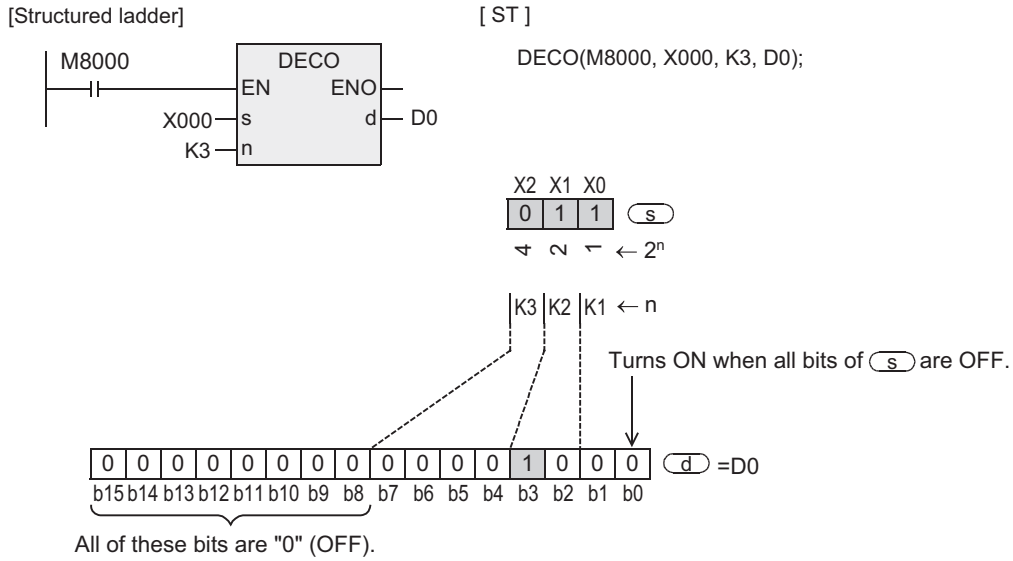 [Structured ladder]
[ ST ]
M8000
DECO
EN ENO
X000 s d D0
K3 n
DECO(M8000, X000, K3, D0);
X2 X1 X0
0 1 1 s
4 2 1 ← 2ⁿ
K3 K2 K1 ← n
Turns ON when all bits of s are OFF.
0 0 0 0 0 0 0 0 0 0 0 0 1 0 0 0 d =D0
b15 b14 b13 b12 b11 b10 b9 b8 b7 b6 b5 b4 b3 b2 b1 b0
All of these bits are "0" (OFF).